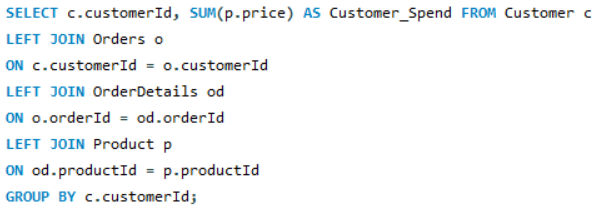 SELECT c.customerId, SUM(p.price) AS Customer_Spend FROM Customer c
LEFT JOIN Orders o
ON c.customerId = o.customerId
LEFT JOIN OrderDetails od
ON o.orderId = od.orderId
LEFT JOIN Product p
ON od.productId = p.productId
GROUP BY c.customerId;